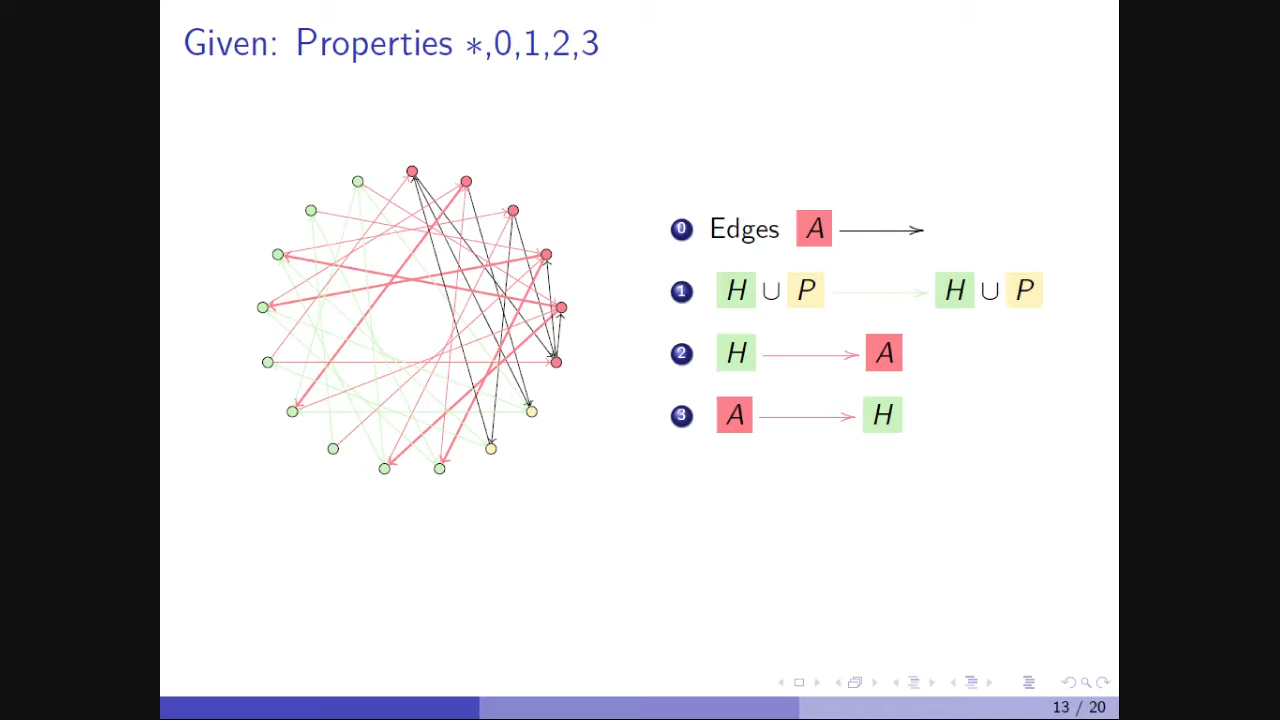 Given: Properties ∗,0,1,2,3
0 Edges A
1 H ∪ P H ∪ P
2 H A
3 A H
13 / 20